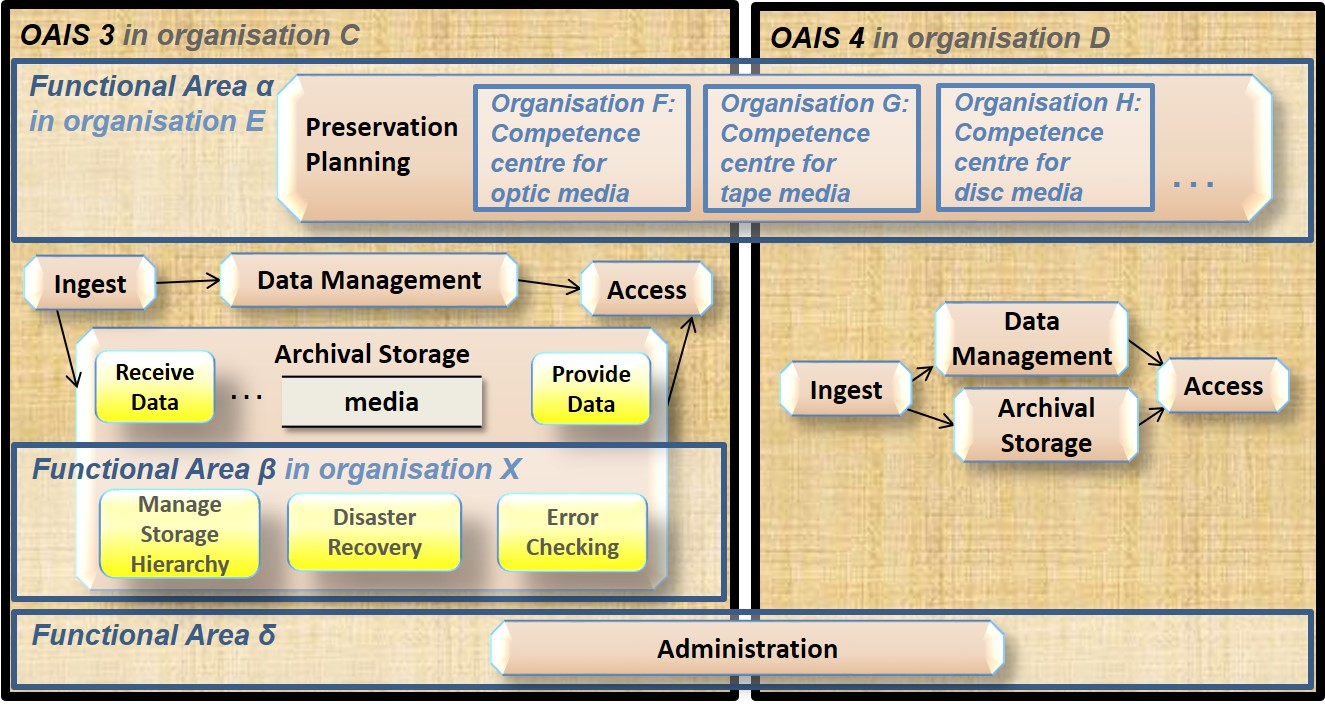 OAIS 3 in organisation C
OAIS 4 in organisation D
Functional Area α
in organisation E
Preservation
Planning
Organisation F:
Competence
centre for
optic media
Organisation G:
Competence
centre for
tape media
Organisation H:
Competence
centre for
disc media
...
Ingest
Data Management
Access
Archival Storage
Receive
Data
...
media
Provide
Data
Functional Area β in organisation X
Manage
Storage
Hierarchy
Disaster
Recovery
Error
Checking
Ingest
Data
Management
Archival
Storage
Access
Functional Area δ
Administration